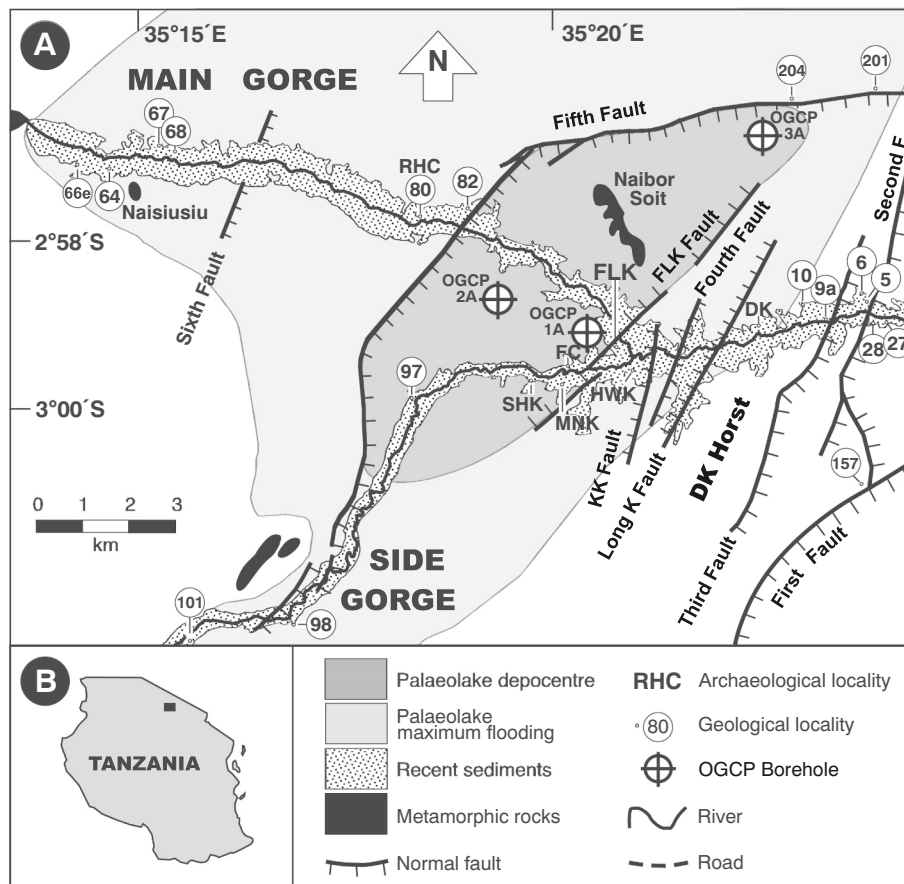 A
35°15´E
35°20´E
N
MAIN GORGE
67
68
66e
64
Naisiusiu
RHC
80
82
Fifth Fault
204
201
OGCP
3A
Naibor
Soit
2°58´S
Sixth Fault
OGCP
2A
OGCP
1A
FLK
FLK Fault
Fourth Fault
Second F
DK
10
9a
6
5
28
27
FC
97
SHK
MNK
HWK
3°00´S
KK Fault
Long K Fault
DK Horst
157
Third Fault
First Fault
0 1 2 3
km
SIDE
GORGE
101
98
B
TANZANIA
Palaeolake depocentre
Palaeolake
maximum flooding
Recent sediments
Metamorphic rocks
Normal fault
RHC Archaeological locality
80 Geological locality
OGCP Borehole
River
Road